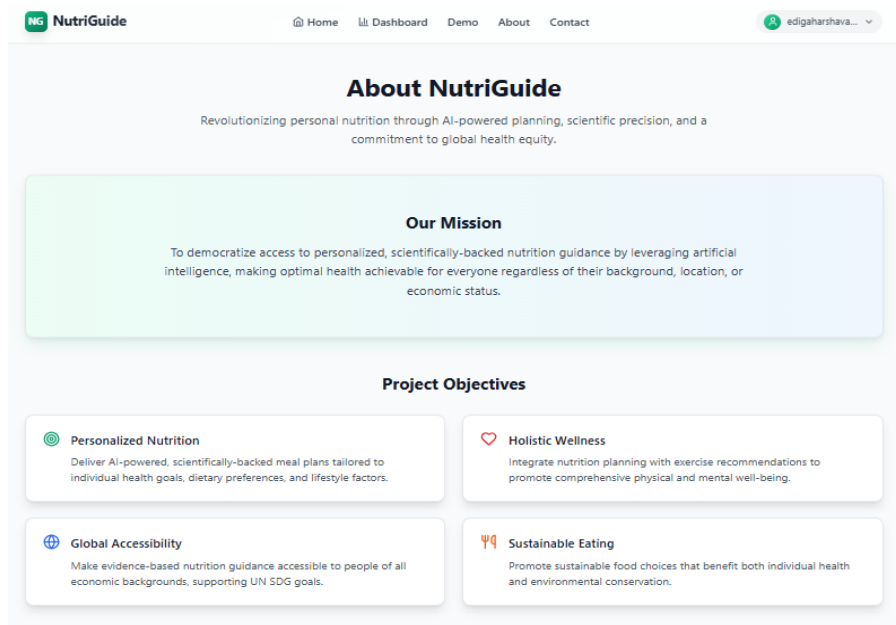 NG NutriGuide
Home
Dashboard
Demo
About
Contact
edigaharshava...
About NutriGuide
Revolutionizing personal nutrition through AI-powered planning, scientific precision, and a
commitment to global health equity.
Our Mission
To democratize access to personalized, scientifically-backed nutrition guidance by leveraging artificial
intelligence, making optimal health achievable for everyone regardless of their background, location, or
economic status.
Project Objectives
Personalized Nutrition
Deliver AI-powered, scientifically-backed meal plans tailored to
individual health goals, dietary preferences, and lifestyle factors.
Holistic Wellness
Integrate nutrition planning with exercise recommendations to
promote comprehensive physical and mental well-being.
Global Accessibility
Make evidence-based nutrition guidance accessible to people of all
economic backgrounds, supporting UN SDG goals.
Sustainable Eating
Promote sustainable food choices that benefit both individual health
and environmental conservation.